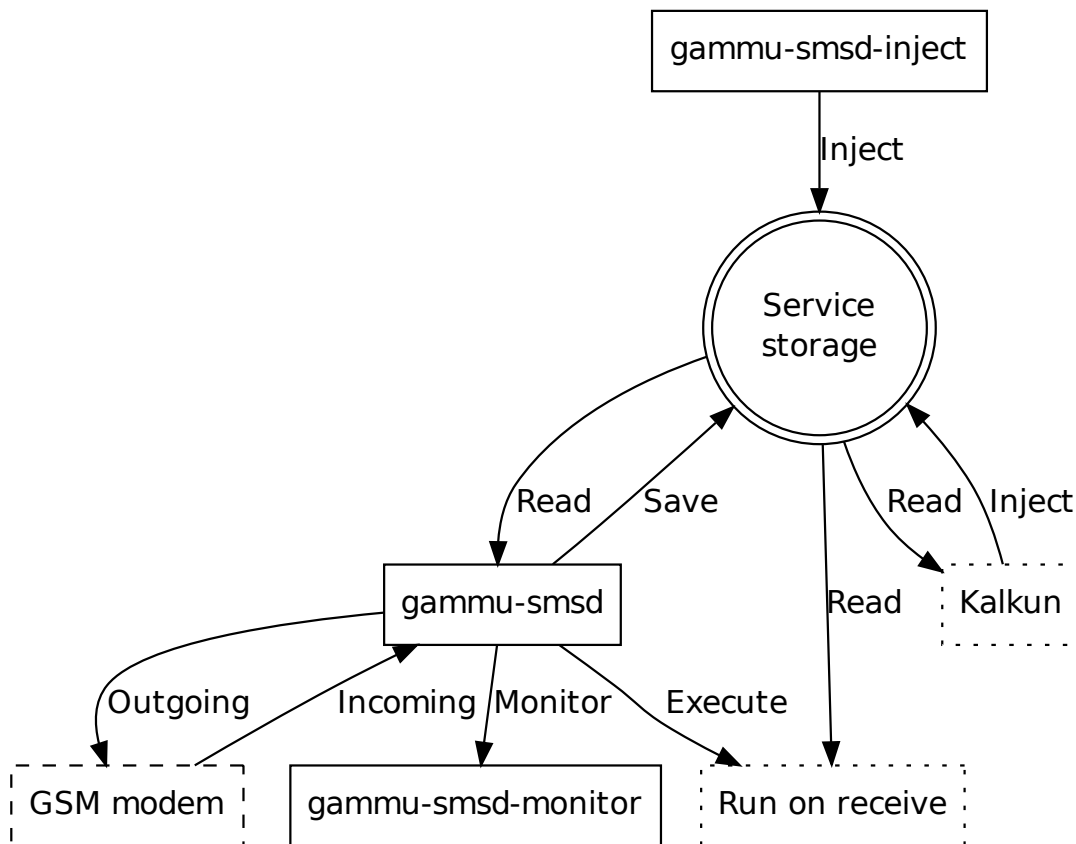 gammu-smsd-inject
Inject
Service
storage
Read
Save
Read
Inject
gammu-smsd
Read
Kalkun
Outgoing
Incoming
Monitor
Execute
GSM modem
gammu-smsd-monitor
Run on receive